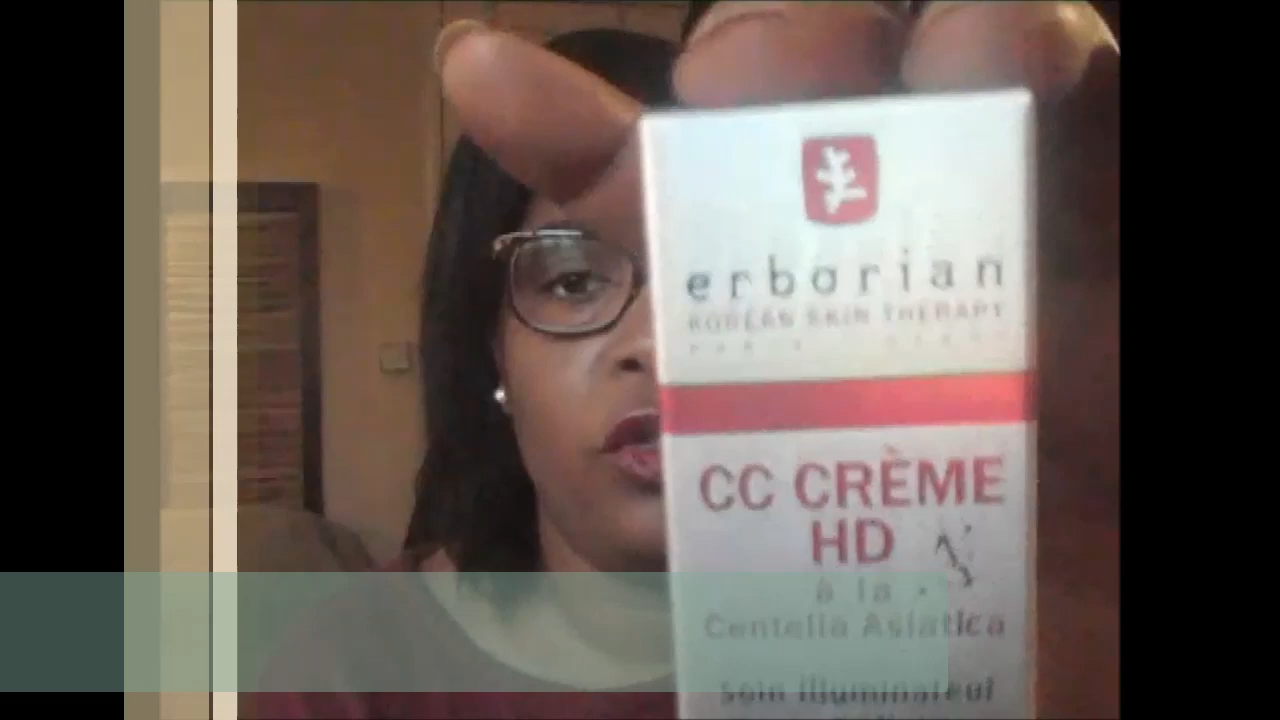 erborian
KOREAN SKIN THERAPY
CC CRÈME
HD
à la
Centella Asiatica
soin illuminateur